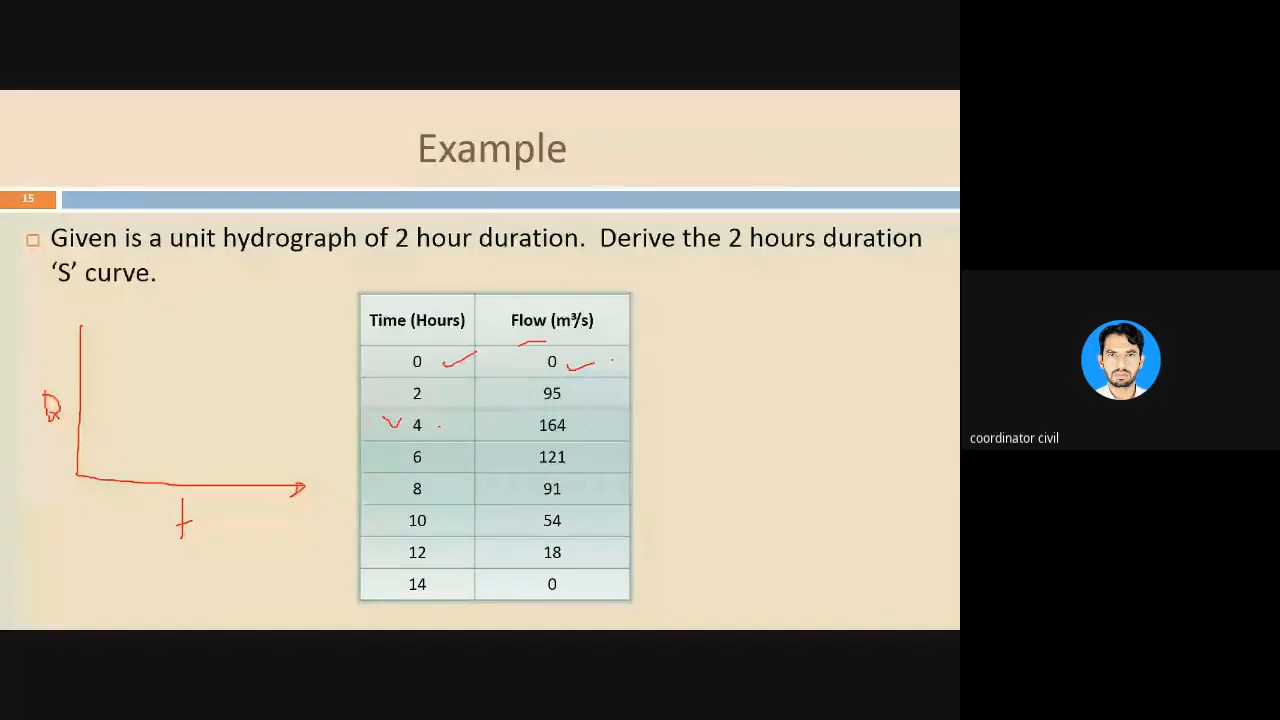 Example
15
Given is a unit hydrograph of 2 hour duration. Derive the 2 hours duration
‘S’ curve.
Time (Hours) Flow (m³/s)
0 0
2 95
4 164
6 121
8 91
10 54
12 18
14 0
Q
t
coordinator civil